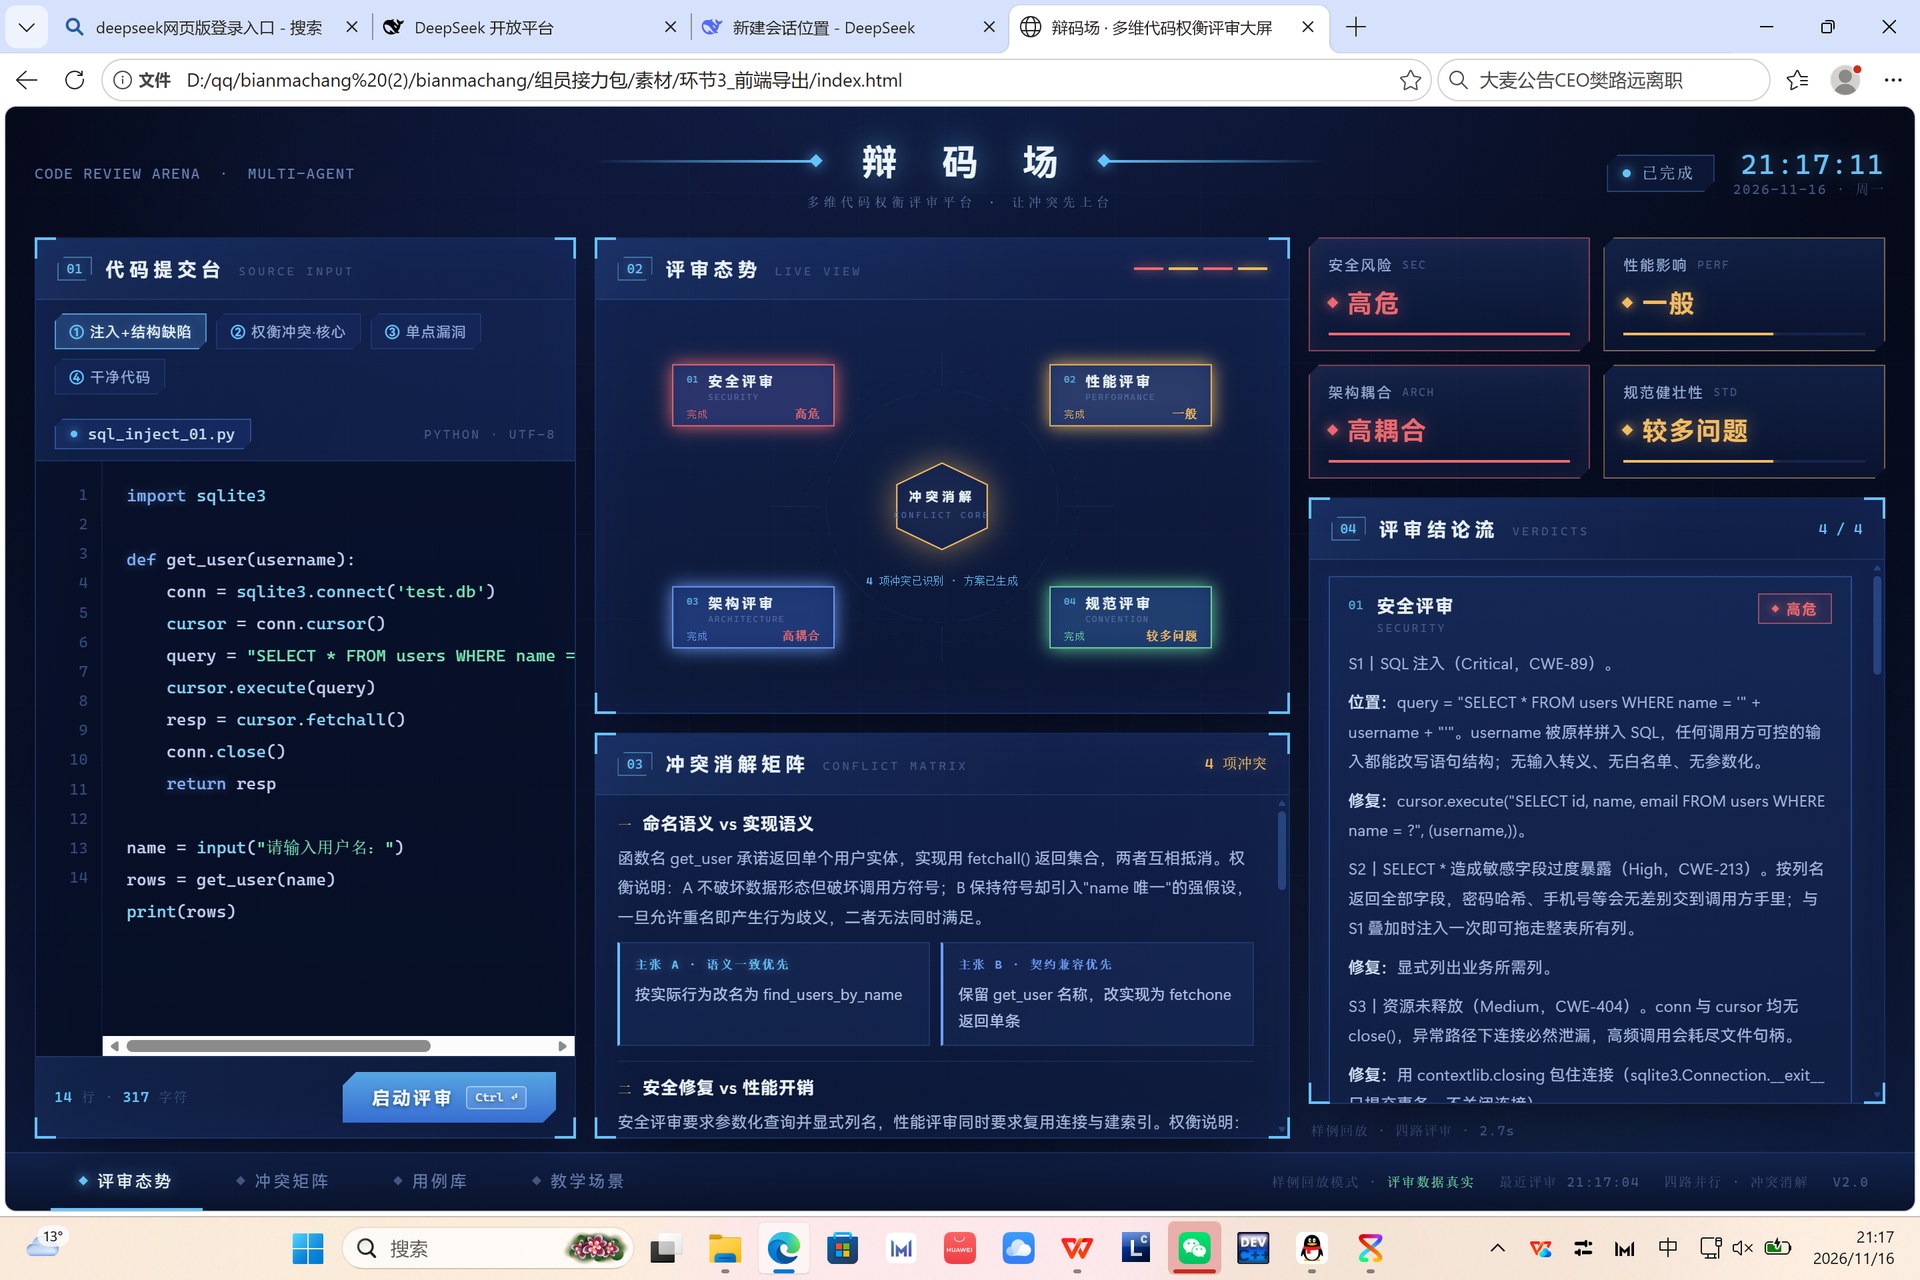 deepseek网页版登录入口 - 搜索
DeepSeek 开放平台
新建会话位置 - DeepSeek
辩码场 · 多维代码权衡评审大屏
文件
D:/qq/bianmachang%20(2)/bianmachang/组员接力包/素材/环节3_前端导出/index.html
大麦公告CEO樊路远离职
CODE REVIEW ARENA · MULTI-AGENT
辩 码 场
多维代码权衡评审平台 · 让冲突先上台
已完成
21:17:11
2026-11-16 · 周一
01 代码提交台 SOURCE INPUT
① 注入+结构缺陷
② 权衡冲突·核心
③ 单点漏洞
④ 干净代码
sql_inject_01.py
PYTHON · UTF-8
1
2
3
4
5
6
7
8
9
10
11
12
13
14
import sqlite3
def get_user(username):
conn = sqlite3.connect('test.db')
cursor = conn.cursor()
query = "SELECT * FROM users WHERE name =
cursor.execute(query)
resp = cursor.fetchall()
conn.close()
return resp
name = input("请输入用户名：")
rows = get_user(name)
print(rows)
14 行 · 317 字符
启动评审 Ctrl ⏎
02 评审态势 LIVE VIEW
01 安全评审
SECURITY
完成 高危
02 性能评审
PERFORMANCE
完成 一般
冲突消解
CONFLICT CORE
4 项冲突已识别 · 方案已生成
03 架构评审
ARCHITECTURE
完成 高耦合
04 规范评审
CONVENTION
完成 较多问题
03 冲突消解矩阵 CONFLICT MATRIX
4 项冲突
一 命名语义 vs 实现语义
函数名 get_user 承诺返回单个用户实体，实现用 fetchall() 返回集合，两者互相抵消。权
衡说明：A 不破坏数据形态但破坏调用方符号；B 保持符号却引入"name 唯一"的强假设，
一旦允许重名即产生行为歧义，二者无法同时满足。
主张 A · 语义一致优先
按实际行为改名为 find_users_by_name
主张 B · 契约兼容优先
保留 get_user 名称，改实现为 fetchone
返回单条
二 安全修复 vs 性能开销
安全评审要求参数化查询并显式列名，性能评审同时要求复用连接与建索引。权衡说明：
安全风险 SEC
高危
性能影响 PERF
一般
架构耦合 ARCH
高耦合
规范健壮性 STD
较多问题
04 评审结论流 VERDICTS
4 / 4
01 安全评审
SECURITY
高危
S1 | SQL 注入（Critical，CWE-89）。
位置：query = "SELECT * FROM users WHERE name = '" +
username + "'"。username 被原样拼入 SQL，任何调用方可控的输
入都能改写语句结构；无输入转义、无白名单、无参数化。
修复：cursor.execute("SELECT id, name, email FROM users WHERE
name = ?", (username,))。
S2 | SELECT * 造成敏感字段过度暴露（High，CWE-213）。按列名
返回全部字段，密码哈希、手机号等会无差别交到调用方手里；与
S1 叠加时注入一次即可拖走整表所有列。
修复：显式列出业务所需列。
S3 | 资源未释放（Medium，CWE-404）。conn 与 cursor 均无
close()，异常路径下连接必然泄漏，高频调用会耗尽文件句柄。
修复：用 contextlib.closing 包住连接（sqlite3.Connection.__exit__
只提交事务，不关闭连接）
样例回放 · 四路评审 · 2.7s
评审态势
冲突矩阵
用例库
教学场景
样例回放模式 · 评审数据真实 最近评审 21:17:04 四路并行 · 冲突消解 V2.0
13°
搜索
中
21:17
2026/11/16